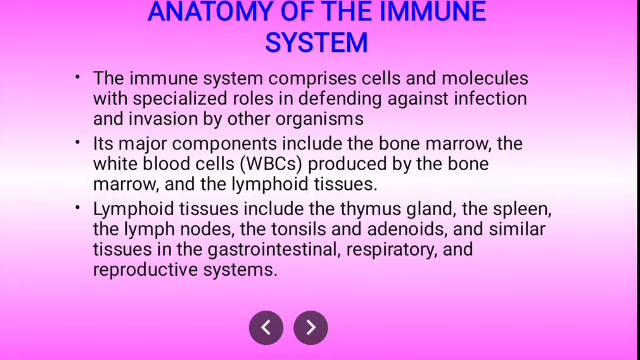 ANATOMY OF THE IMMUNE
SYSTEM
• The immune system comprises cells and molecules
with specialized roles in defending against infection
and invasion by other organisms
• Its major components include the bone marrow, the
white blood cells (WBCs) produced by the bone
marrow, and the lymphoid tissues.
• Lymphoid tissues include the thymus gland, the spleen,
the lymph nodes, the tonsils and adenoids, and similar
tissues in the gastrointestinal, respiratory, and
reproductive systems.